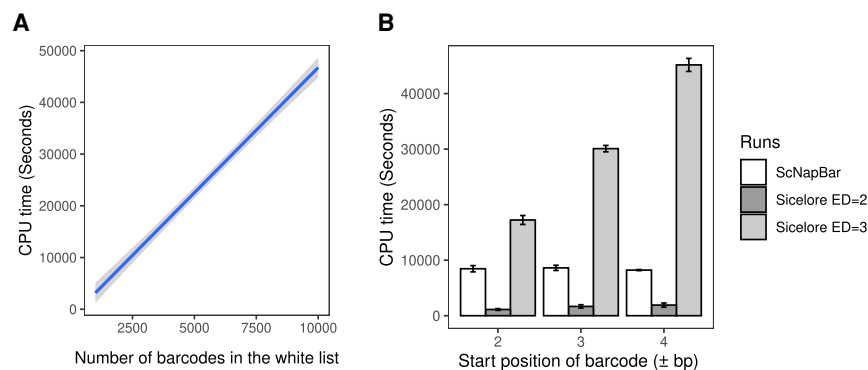 A
CPU time (Seconds)
50000
40000
30000
20000
10000
0
2500
5000
7500
10000
Number of barcodes in the white list
B
CPU time (Seconds)
40000
30000
20000
10000
0
2
3
4
Start position of barcode (± bp)
Runs
ScNapBar
Sicelore ED=2
Sicelore ED=3